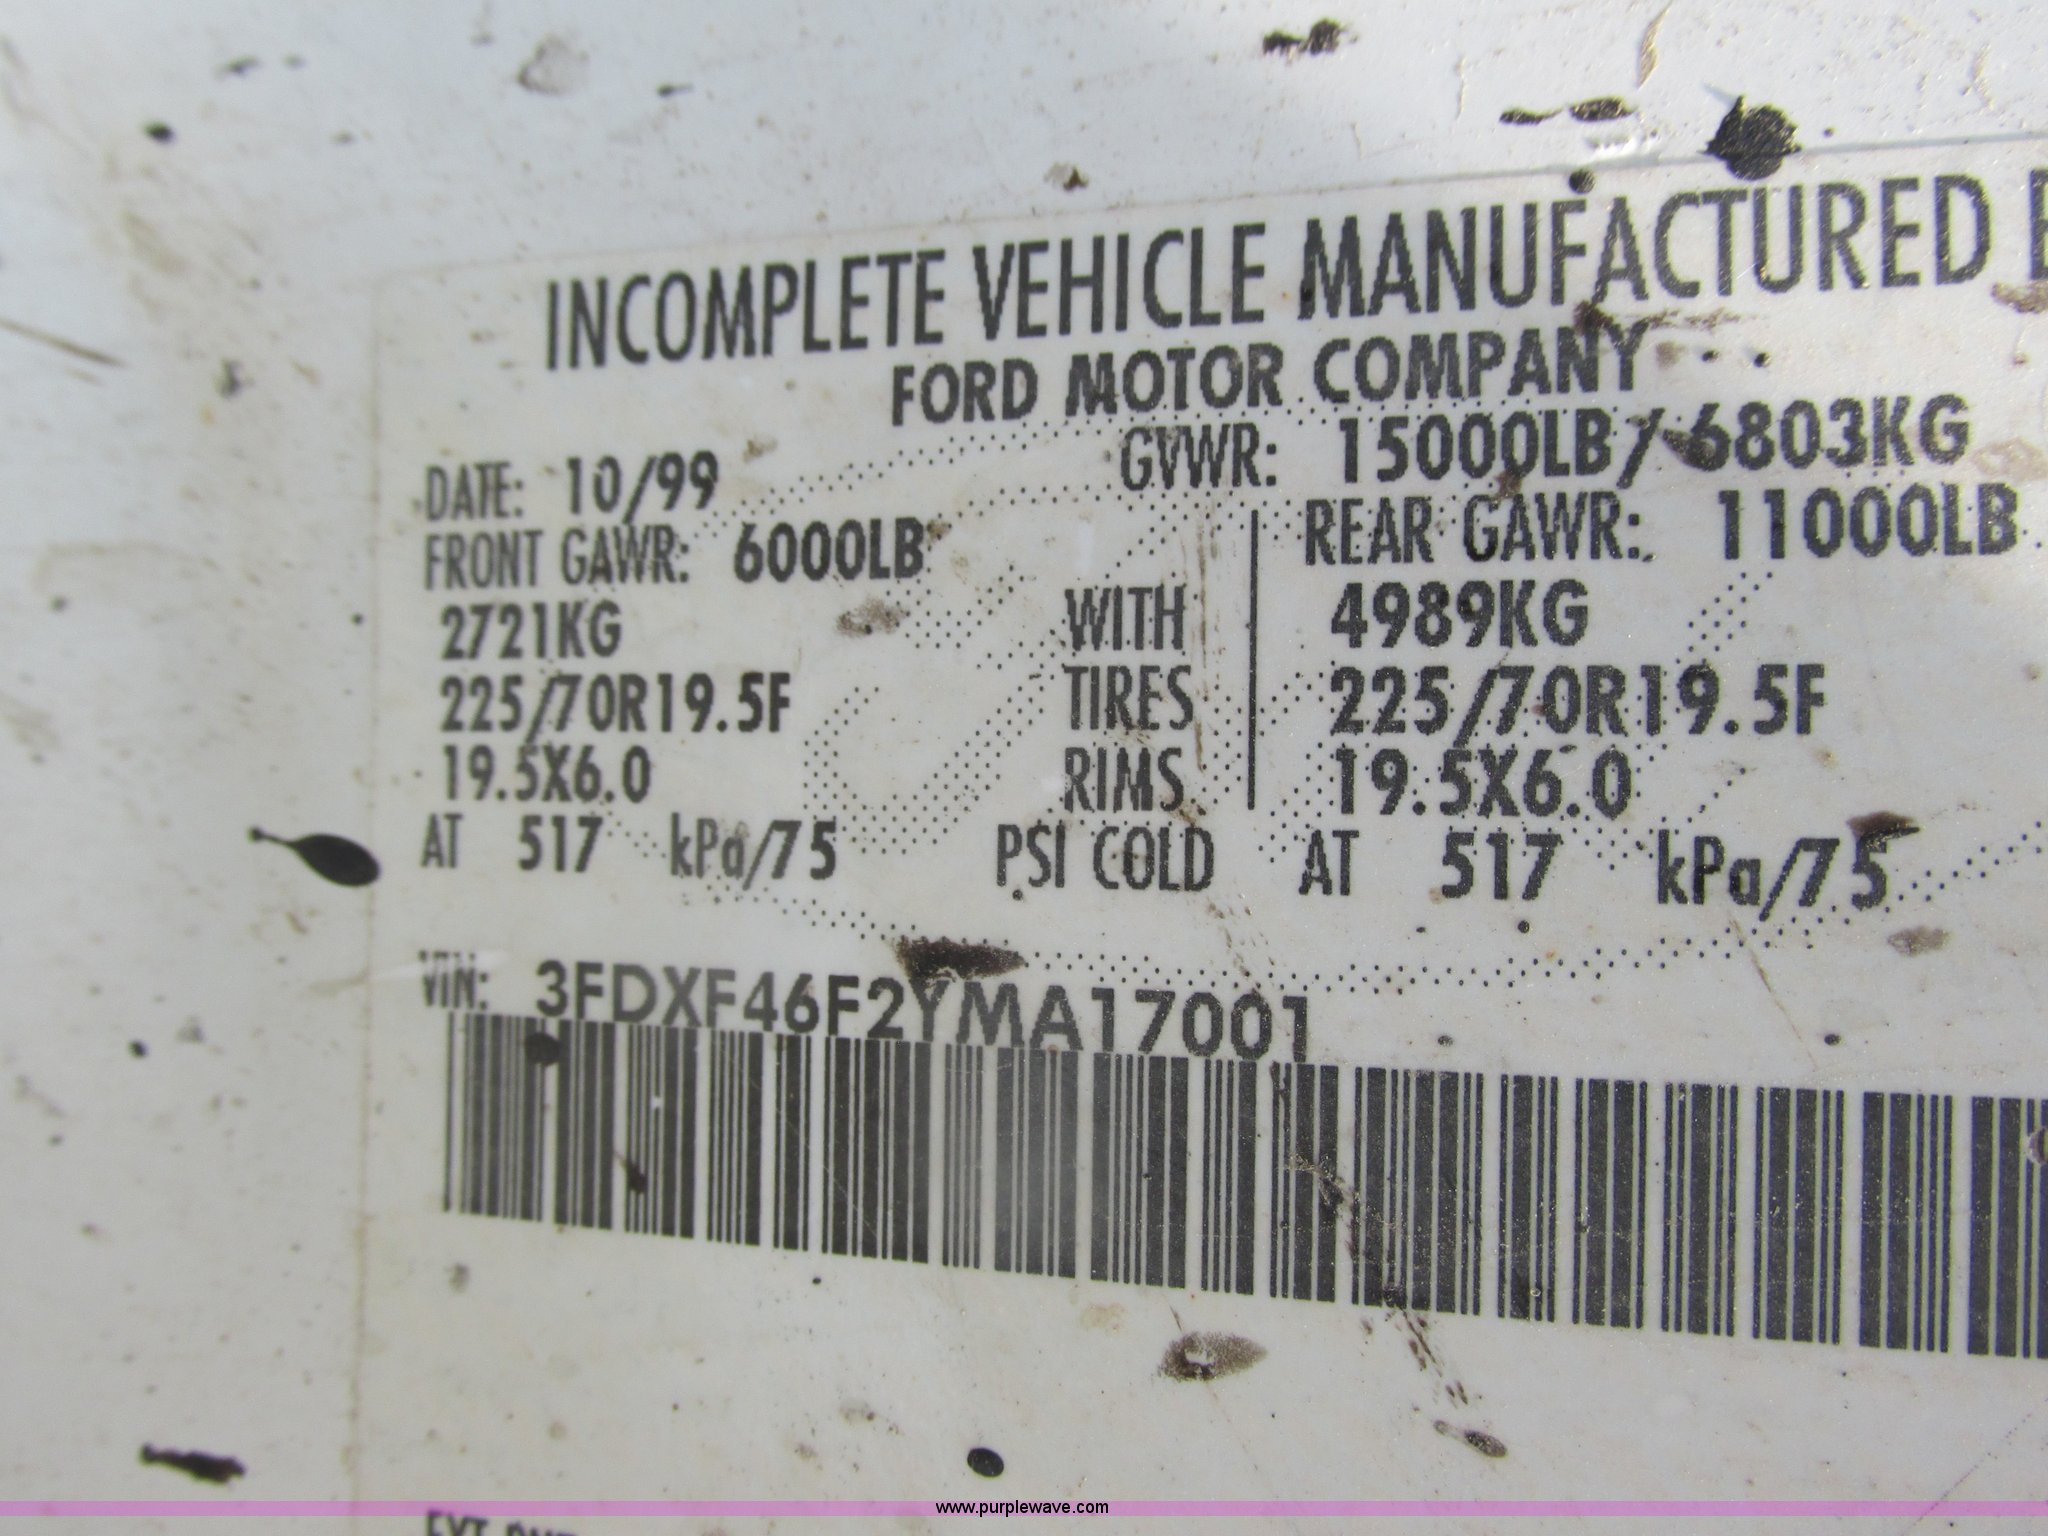 INCOMPLETE VEHICLE MANUFACTURED
FORD MOTOR COMPANY
DATE: 10/99 GVWR: 15000LB/ 6803KG
FRONT GAWR: 6000LB REAR GAWR: 11000LB
2721KG WITH 4989KG
225/70R19.5F TIRES 225/70R19.5F
19.5X6.0 RIMS 19.5X6.0
AT 517 kPa/75 PSI COLD AT 517 kPa/75
VIN: 3FDXF46F2YMA17001
www.purplewave.com